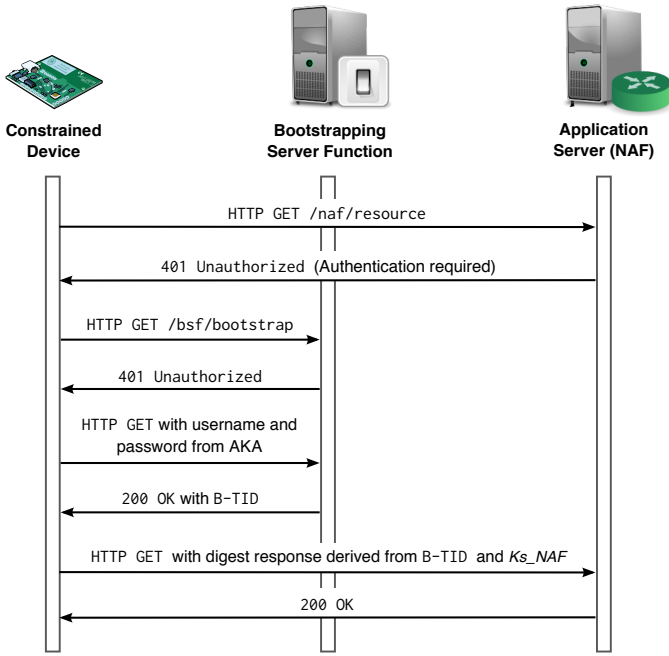 Constrained
Device
Bootstrapping
Server Function
Application
Server (NAF)
HTTP GET /naf/resource
401 Unauthorized (Authentication required)
HTTP GET /bsf/bootstrap
401 Unauthorized
HTTP GET with username and
password from AKA
200 OK with B-TID
HTTP GET with digest response derived from B-TID and Ks_NAF
200 OK